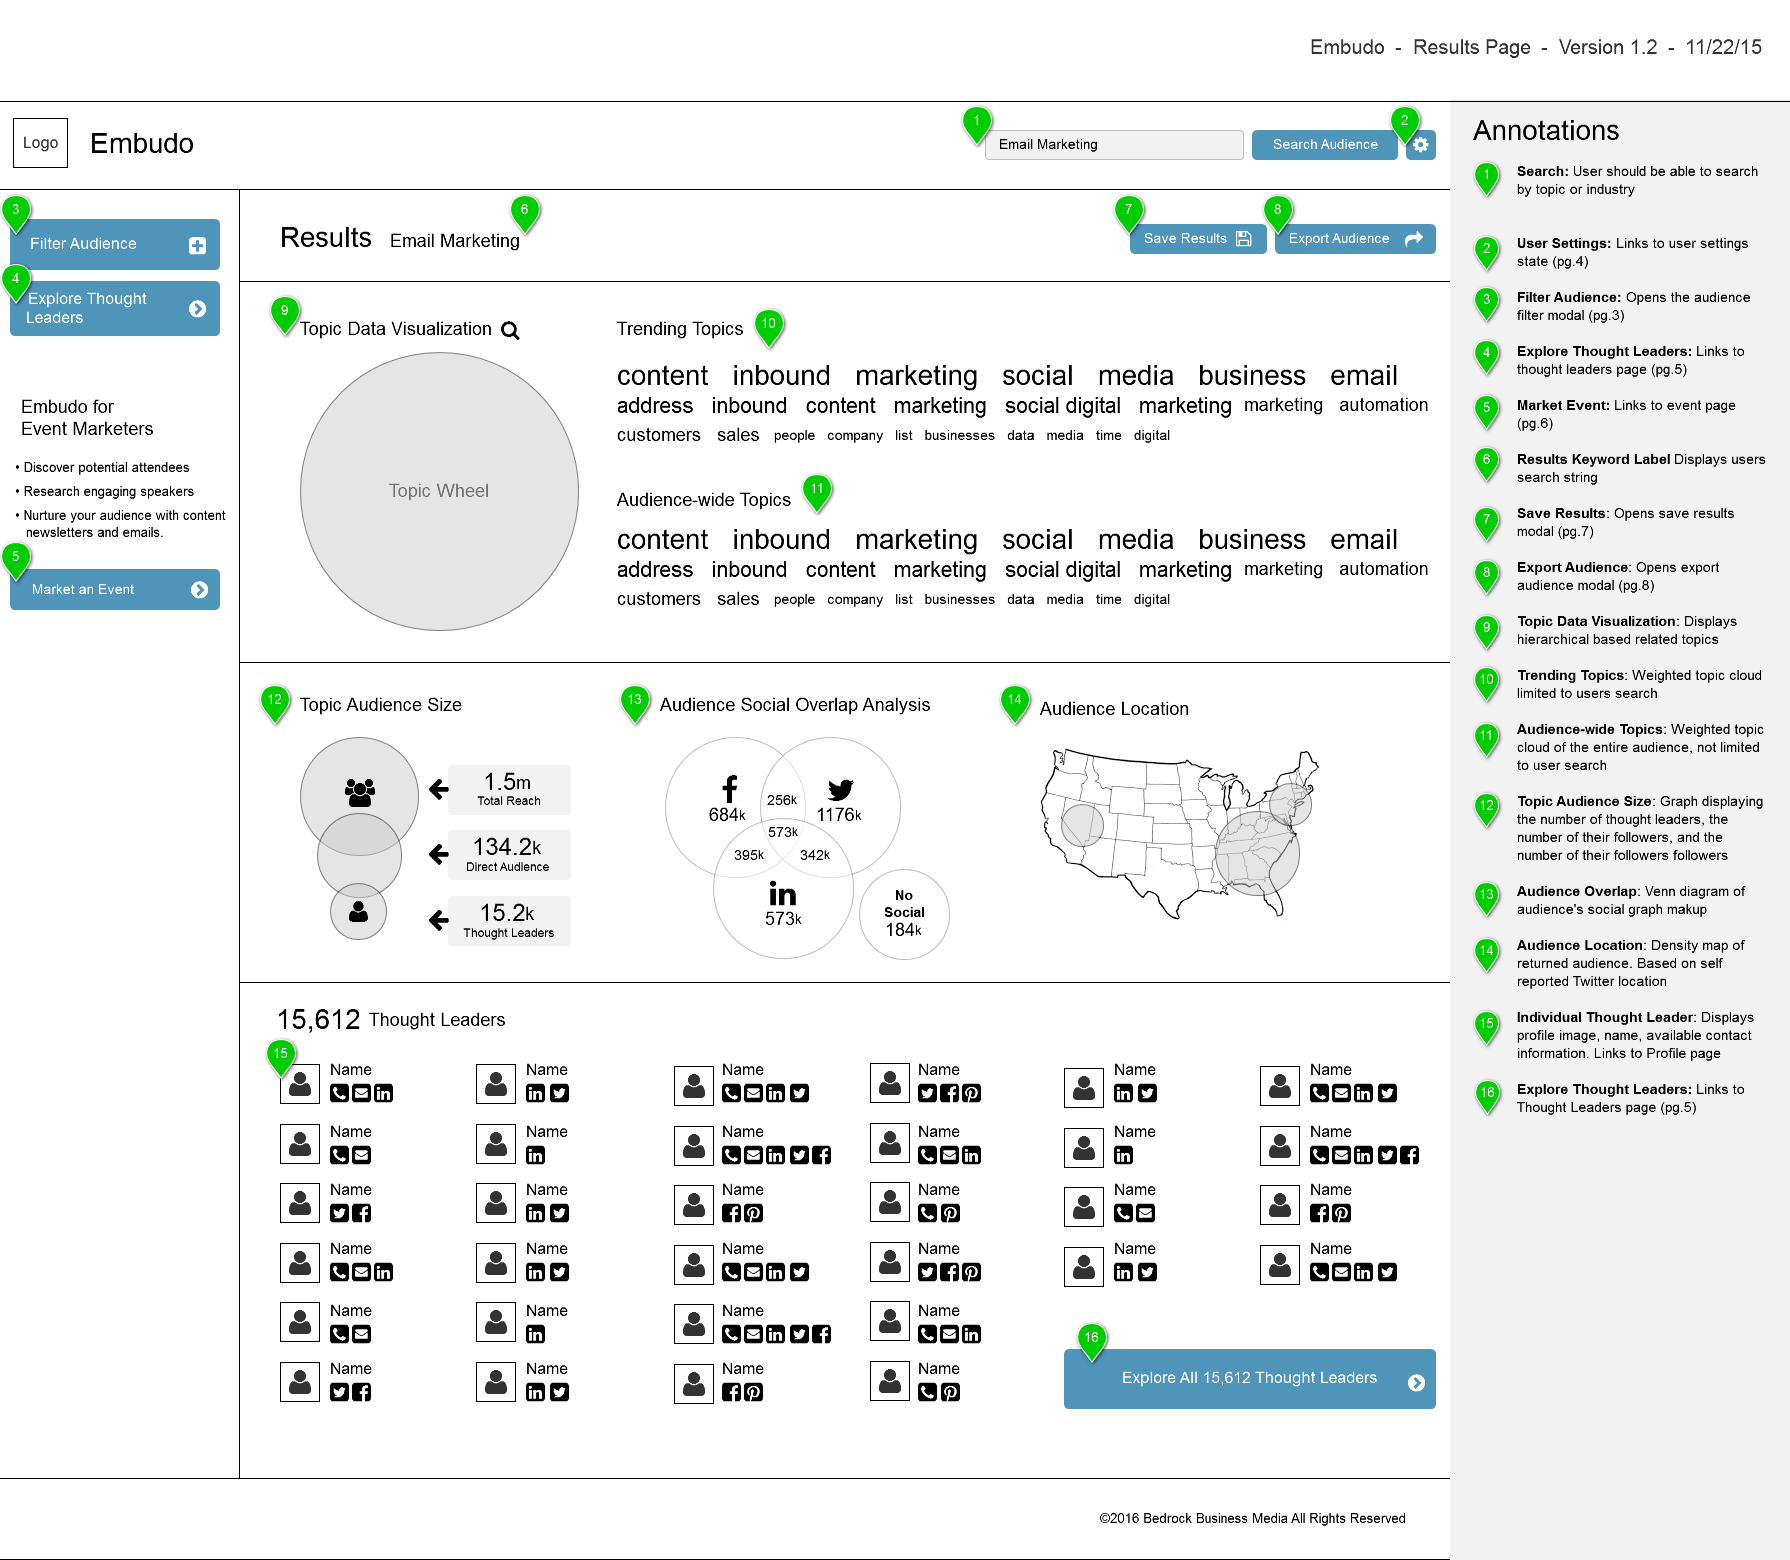 Embudo - Results Page - Version 1.2 - 11/22/15
Logo
Embudo
1
Email Marketing
Search Audience
2
3
Filter Audience
4
Explore Thought
Leaders
Embudo for
Event Marketers
• Discover potential attendees
• Research engaging speakers
• Nurture your audience with content
newsletters and emails.
5
Market an Event
Results Email Marketing
6
7
Save Results
8
Export Audience
9
Topic Data Visualization
Topic Wheel
Trending Topics
10
content inbound marketing social media business email
address inbound content marketing social digital marketing marketing automation
customers sales people company list businesses data media time digital
Audience-wide Topics
11
content inbound marketing social media business email
address inbound content marketing social digital marketing marketing automation
customers sales people company list businesses data media time digital
12
Topic Audience Size
1.5m
Total Reach
134.2k
Direct Audience
15.2k
Thought Leaders
13
Audience Social Overlap Analysis
684k
256k
1176k
573k
395k
342k
573k
No
Social
184k
14
Audience Location
15,612 Thought Leaders
15
Name Name Name Name Name Name
Name Name Name Name Name Name
Name Name Name Name Name Name
Name Name Name Name Name Name
Name Name Name Name
Name Name Name Name
16
Explore All 15,612 Thought Leaders
©2016 Bedrock Business Media All Rights Reserved
Annotations
1
Search: User should be able to search
by topic or industry
2
User Settings: Links to user settings
state (pg.4)
3
Filter Audience: Opens the audience
filter modal (pg.3)
4
Explore Thought Leaders: Links to
thought leaders page (pg.5)
5
Market Event: Links to event page
(pg.6)
6
Results Keyword Label Displays users
search string
7
Save Results: Opens save results
modal (pg.7)
8
Export Audience: Opens export
audience modal (pg.8)
9
Topic Data Visualization: Displays
hierarchical based related topics
10
Trending Topics: Weighted topic cloud
limited to users search
11
Audience-wide Topics: Weighted topic
cloud of the entire audience, not limited
to user search
12
Topic Audience Size: Graph displaying
the number of thought leaders, the
number of their followers, and the
number of their followers followers
13
Audience Overlap: Venn diagram of
audience's social graph makup
14
Audience Location: Density map of
returned audience. Based on self
reported Twitter location
15
Individual Thought Leader: Displays
profile image, name, available contact
information. Links to Profile page
16
Explore Thought Leaders: Links to
Thought Leaders page (pg.5)